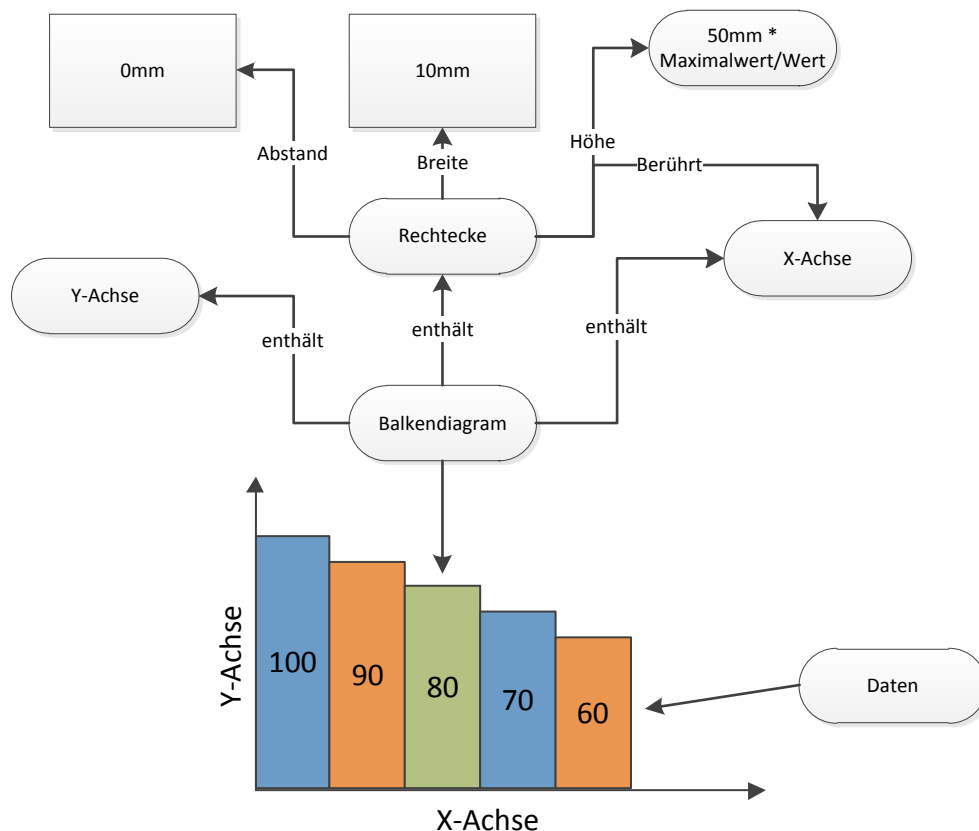 0mm
10mm
50mm *
Maximalwert/Wert
Abstand
Breite
Höhe
Berührt
Rechtecke
X-Achse
Y-Achse
enthält
enthält
enthält
Balkendiagram
Y-Achse
100
90
80
70
60
Daten
X-Achse